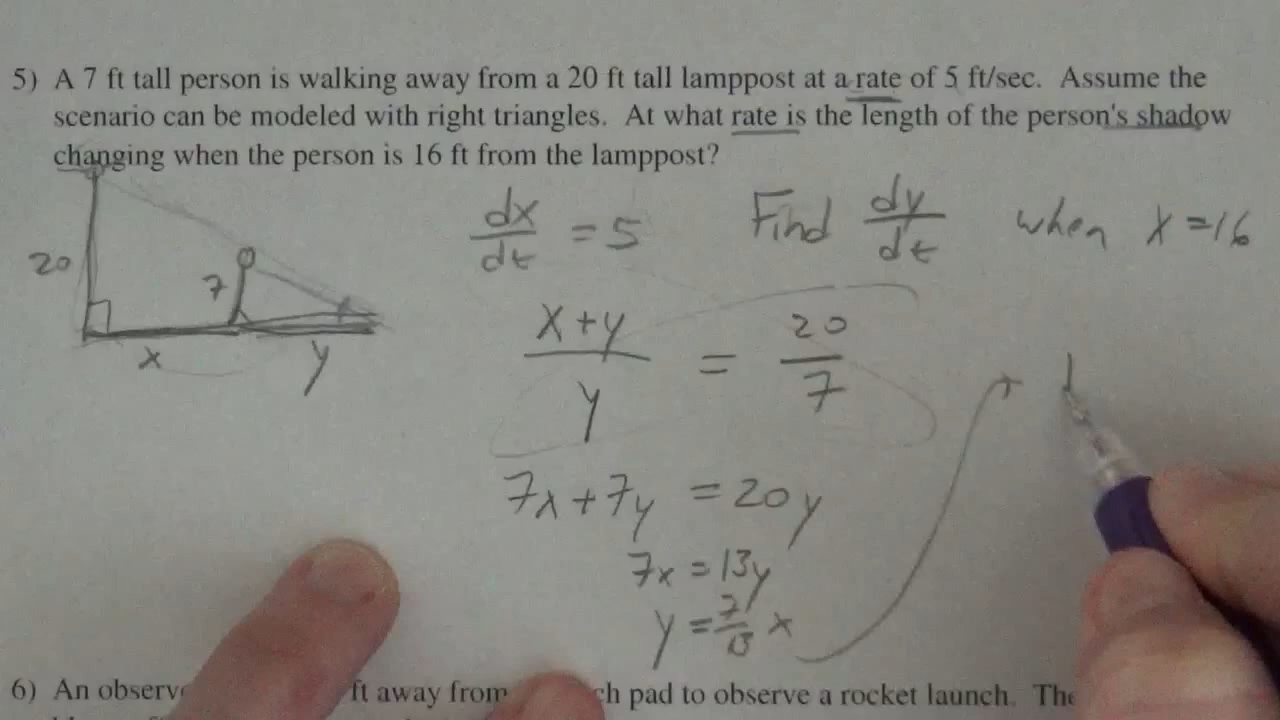 5) A 7 ft tall person is walking away from a 20 ft tall lamppost at a rate of 5 ft/sec. Assume the
scenario can be modeled with right triangles. At what rate is the length of the person's shadow
changing when the person is 16 ft from the lamppost?
dx/dt = 5 Find dy/dt when x = 16
20
7
x
y
x+y/y = 20/7
7x + 7y = 20y
7x = 13y
y = 7/13 x
6) An ft away from pad to observe a rocket launch.